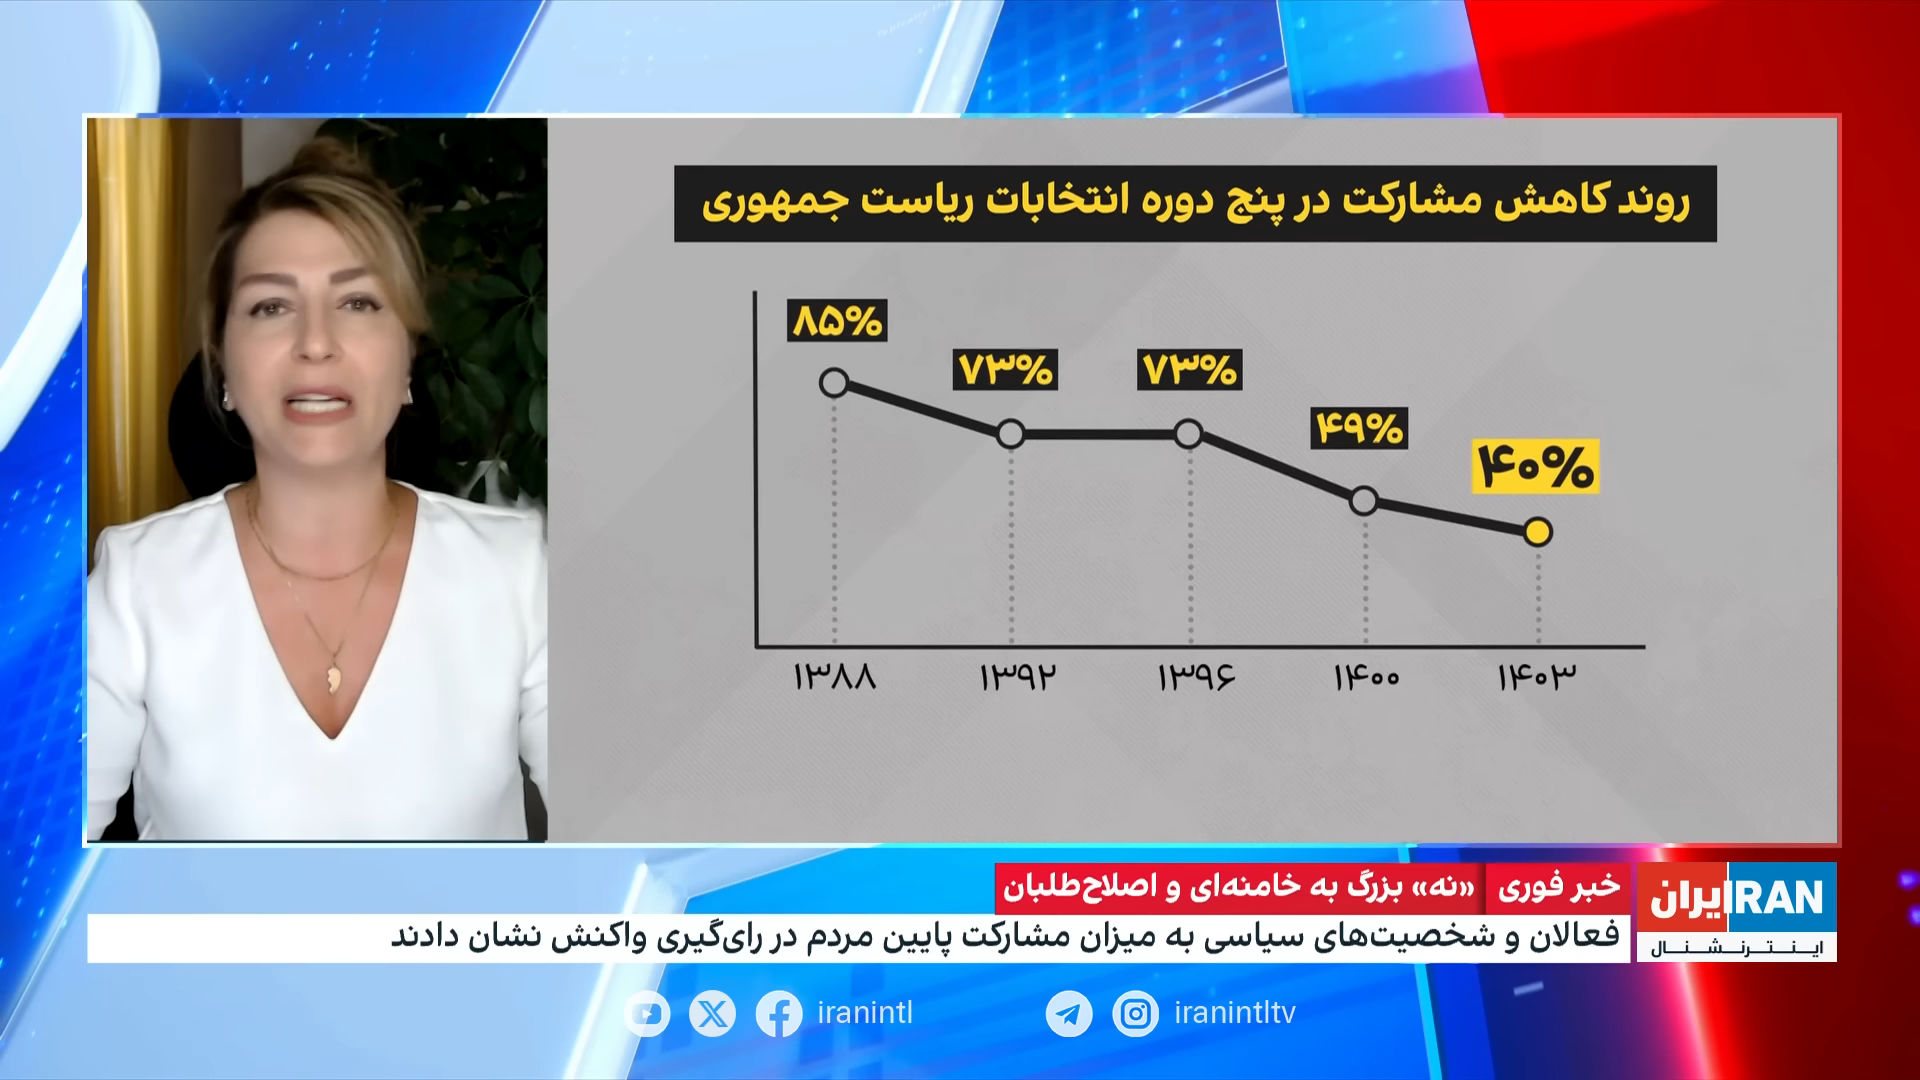 روند کاهش مشارکت در پنج دوره انتخابات ریاست جمهوری
۸۵%
۷۳%
۷۳%
۴۹%
۴۰%
۱۳۸۸
۱۳۹۲
۱۳۹۶
۱۴۰۰
۱۴۰۳
خبر فوری
«نه» بزرگ به خامنه‌ای و اصلاح‌طلبان
فعالان و شخصیت‌های سیاسی به میزان مشارکت پایین مردم در رای‌گیری واکنش نشان دادند
ایران IRAN
اینترنشنال
iranintl
iranintltv